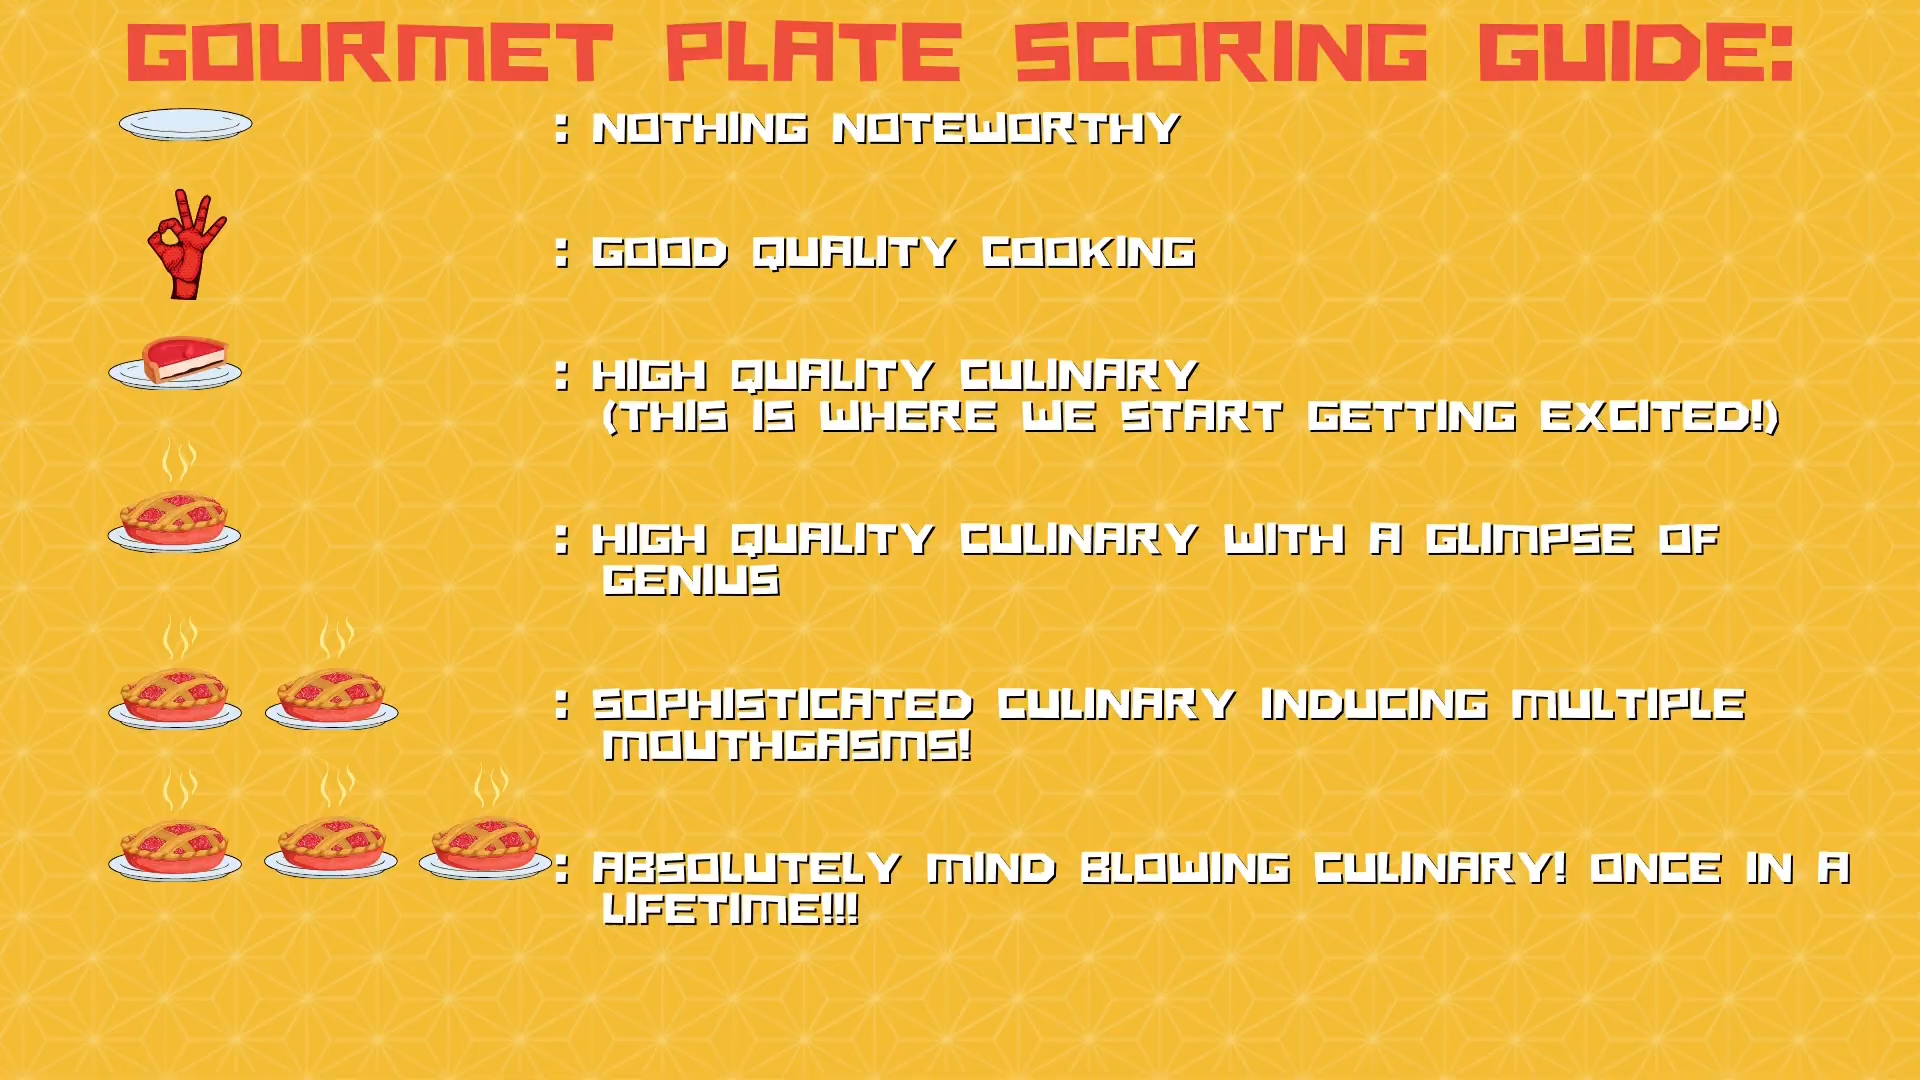 GOURMET PLATE SCORING GUIDE:
: NOTHING NOTEWORTHY
: GOOD QUALITY COOKING
: HIGH QUALITY CULINARY
(THIS IS WHERE WE START GETTING EXCITED!)
: HIGH QUALITY CULINARY WITH A GLIMPSE OF
GENIUS
: SOPHISTICATED CULINARY INDUCING MULTIPLE
MOUTHGASMS!
: ABSOLUTELY MIND BLOWING CULINARY! ONCE IN A
LIFETIME!!!